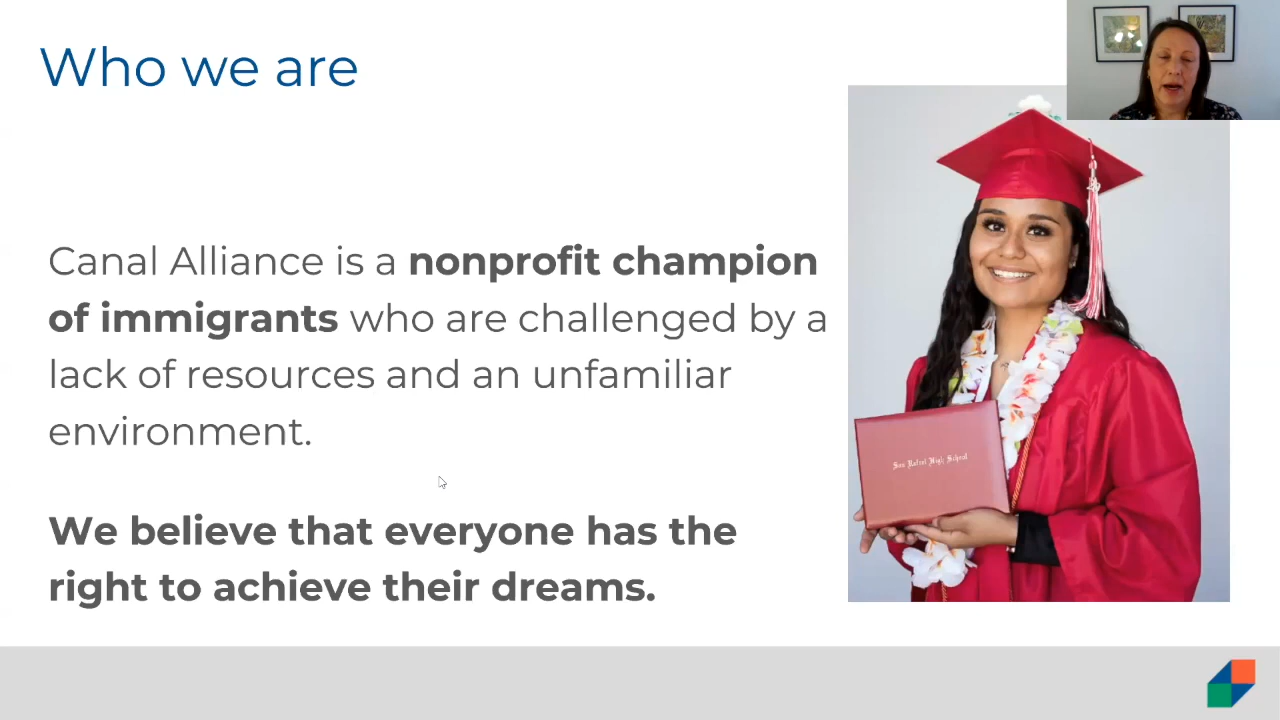 Who we are
Canal Alliance is a nonprofit champion
of immigrants who are challenged by a
lack of resources and an unfamiliar
environment.
San Rafael High School
We believe that everyone has the
right to achieve their dreams.